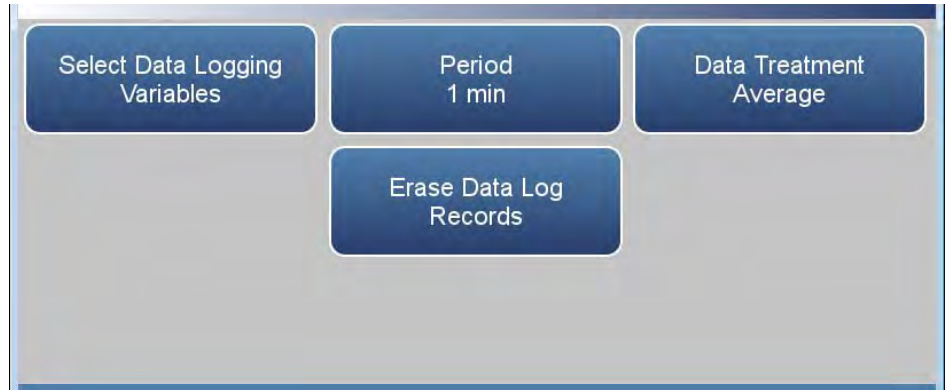 Select Data Logging
Variables
Period
1 min
Data Treatment
Average
Erase Data Log
Records